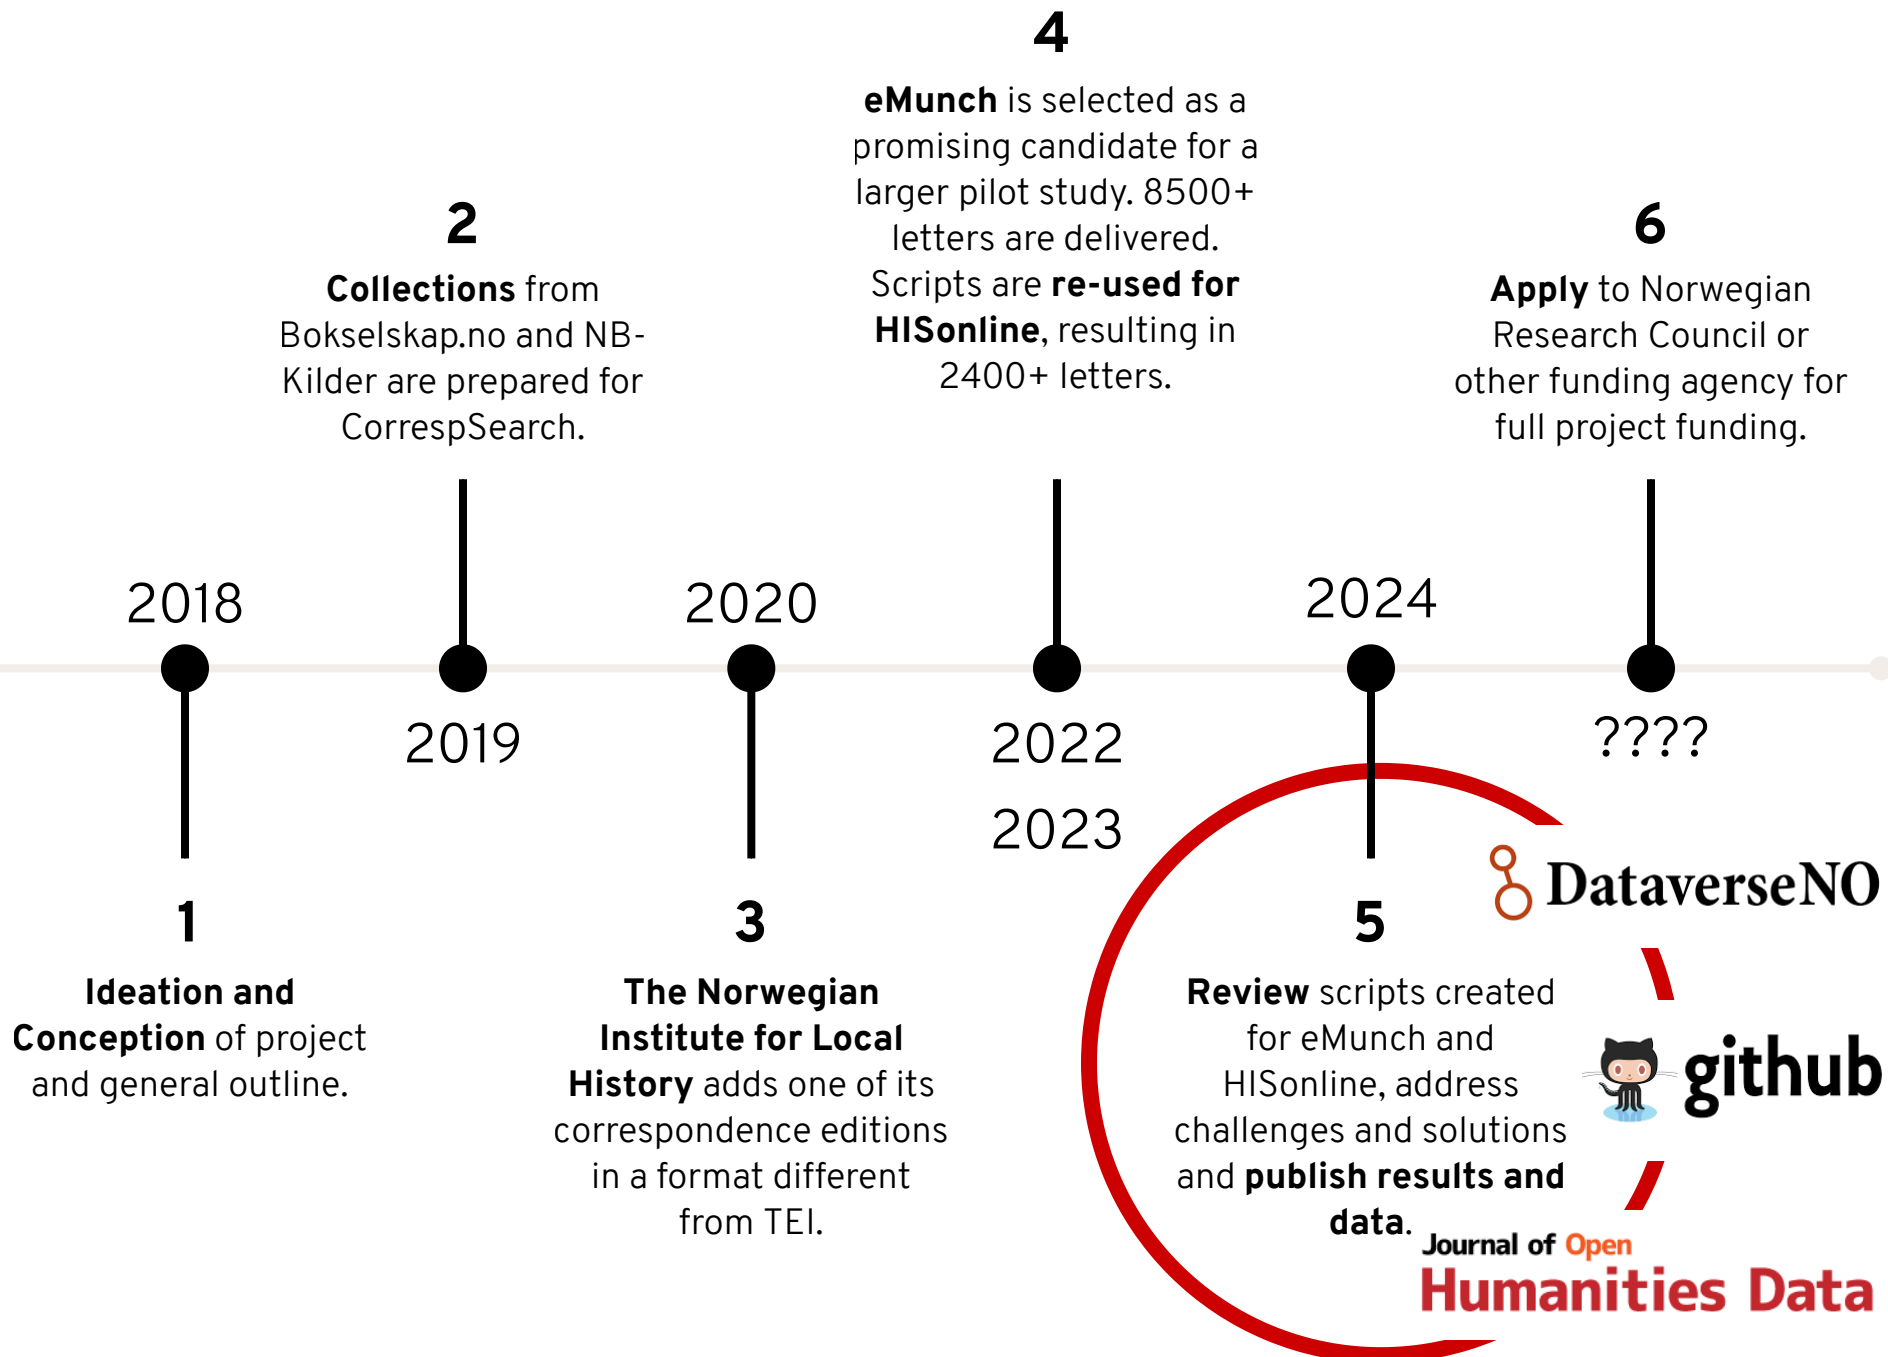 4
eMunch is selected as a
promising candidate for a
larger pilot study. 8500+
letters are delivered.
Scripts are re-used for
HISonline, resulting in
2400+ letters.
2
Collections from
Bokselskap.no and NB-
Kilder are prepared for
CorrespSearch.
6
Apply to Norwegian
Research Council or
other funding agency for
full project funding.
2018
2020
2024
2019
2022
2023
????
1
Ideation and
Conception of project
and general outline.
3
The Norwegian
Institute for Local
History adds one of its
correspondence editions
in a format different
from TEI.
5
Review scripts created
for eMunch and
HISonline, address
challenges and solutions
and publish results and
data.
DataverseNO
github
Journal of Open
Humanities Data